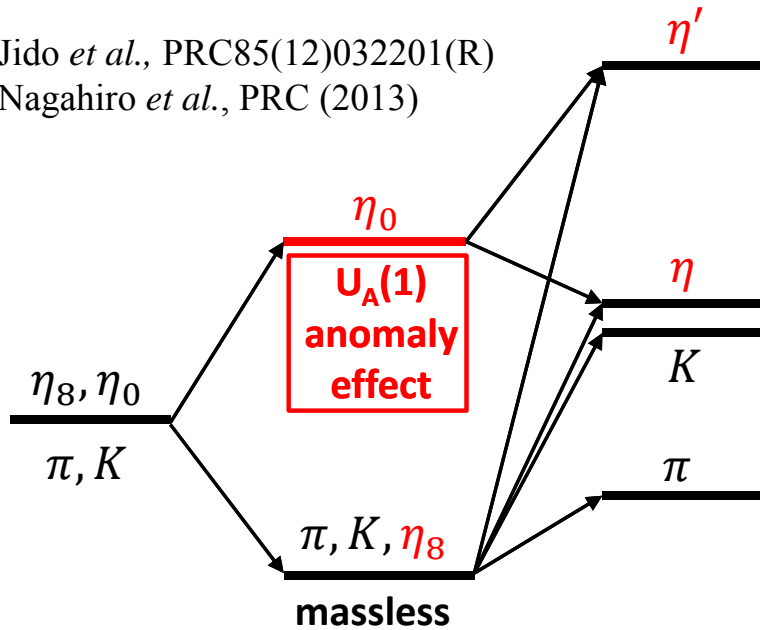 Jido et al., PRC85(12)032201(R)
Nagahiro et al., PRC (2013)
η′
η₀
U_A(1)
anomaly
effect
η
K
η₈, η₀
π, K
π
π, K, η₈
massless